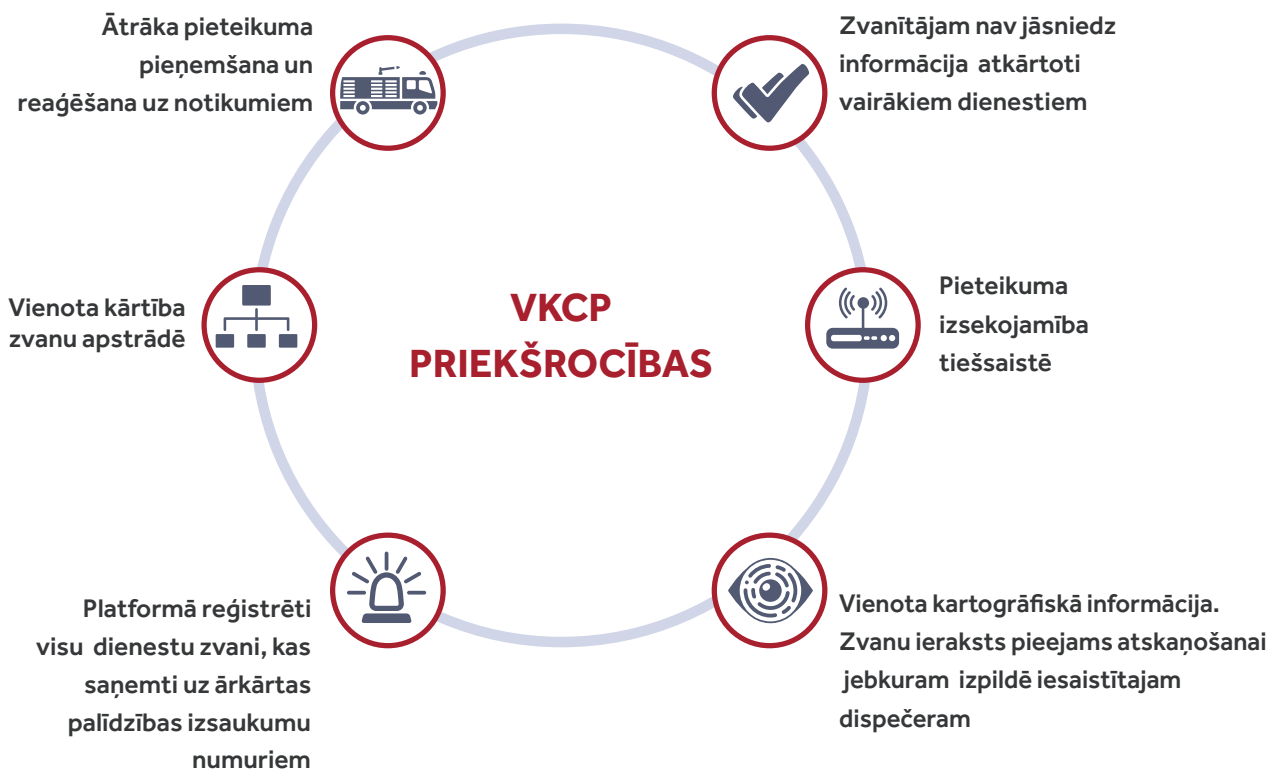 VKCP
PRIEKŠROCĪBAS
Ātrāka pieteikuma
pieņemšana un
reaģēšana uz notikumiem
Zvanītājam nav jāsniedz
informācija atkārtoti
vairākiem dienestiem
Vienota kārtība
zvanu apstrādē
Pieteikuma
izsekojamība
tiešsaistē
Platformā reģistrēti
visu dienestu zvani, kas
saņemti uz ārkārtas
palīdzības izsaukumu
numuriem
Vienota kartogrāfiskā informācija.
Zvanu ieraksts pieejams atskaņošanai
jebkuram izpildē iesaistītajam
dispečeram